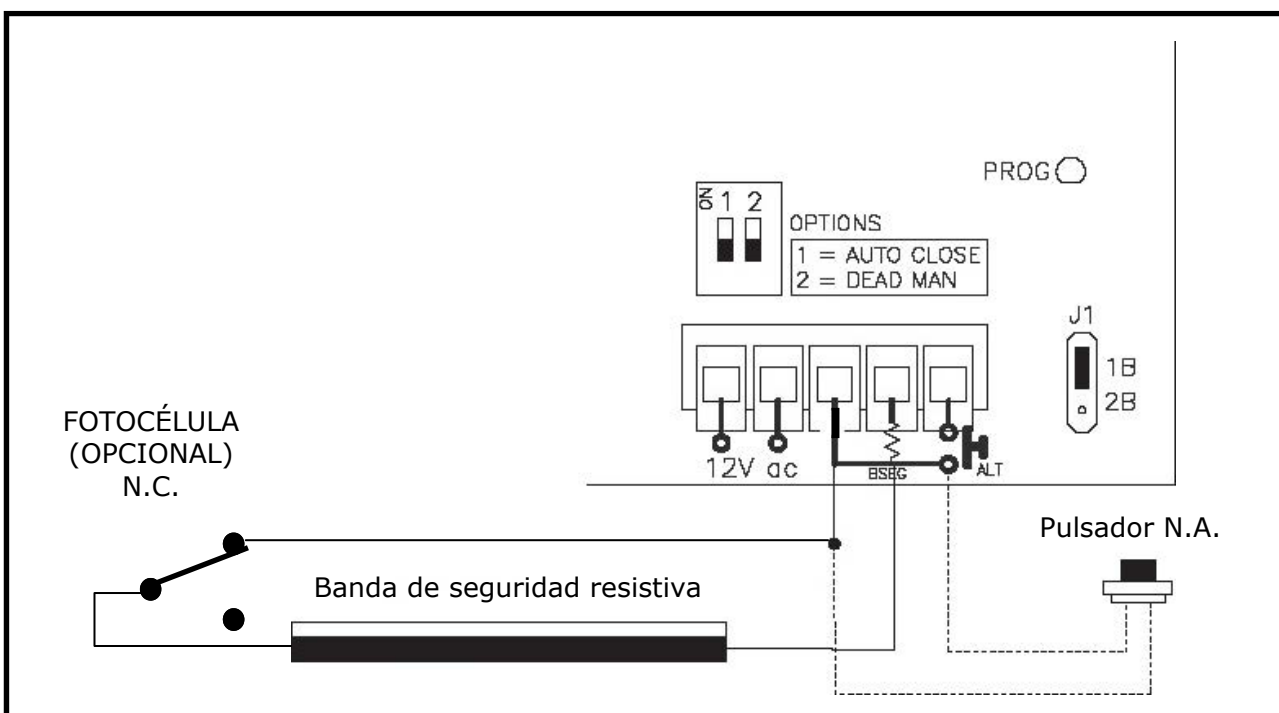 PROG
ON
1 2
OPTIONS
1 = AUTO CLOSE
2 = DEAD MAN
J1
1B
2B
FOTOCÉLULA
(OPCIONAL)
N.C.
12V ac
BSEG
ALT
Pulsador N.A.
Banda de seguridad resistiva